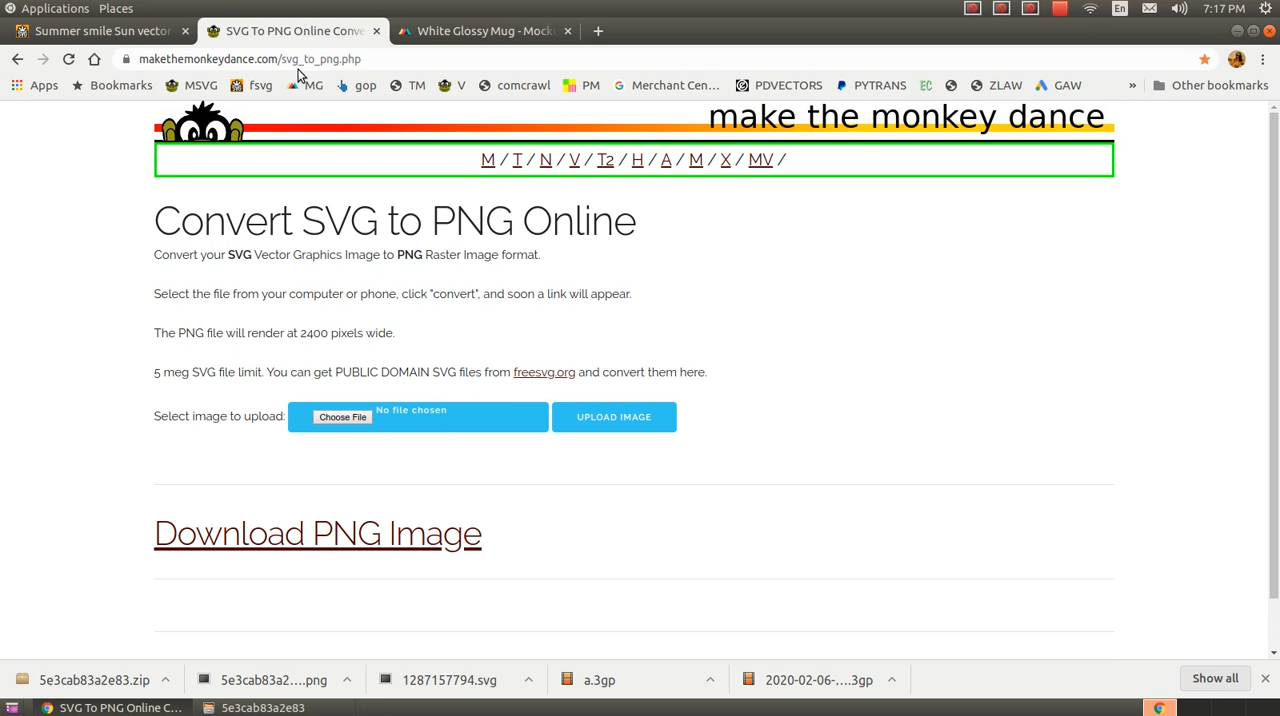 Applications Places En 7:17 PM
Summer smile Sun vector SVG To PNG Online Conve White Glossy Mug - Mocku
makethemonkeydance.com/svg_to_png.php
Apps Bookmarks MSVG fsvg MG gop TM V comcrawl PM Merchant Cen... PDVECTORS PYTRANS EC ZLAW GAW » Other bookmarks
make the monkey dance
M / T / N / V / T2 / H / A / M / X / MV /
Convert SVG to PNG Online
Convert your SVG Vector Graphics Image to PNG Raster Image format.
Select the file from your computer or phone, click "convert", and soon a link will appear.
The PNG file will render at 2400 pixels wide.
5 meg SVG file limit. You can get PUBLIC DOMAIN SVG files from freesvg.org and convert them here.
Select image to upload: Choose File No file chosen UPLOAD IMAGE
Download PNG Image
5e3cab83a2e83.zip 5e3cab83a2....png 1287157794.svg a.3gp 2020-02-06-...3gp Show all
SVG To PNG Online C... 5e3cab83a2e83